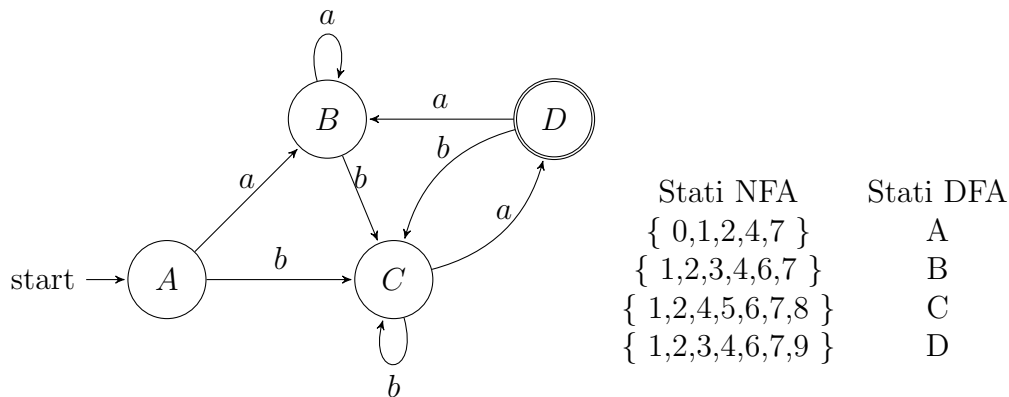 a
B
a
D
b
b
a
a
start
A
b
C
b
Stati NFA Stati DFA
{ 0,1,2,4,7 } A
{ 1,2,3,4,6,7 } B
{ 1,2,4,5,6,7,8 } C
{ 1,2,3,4,6,7,9 } D